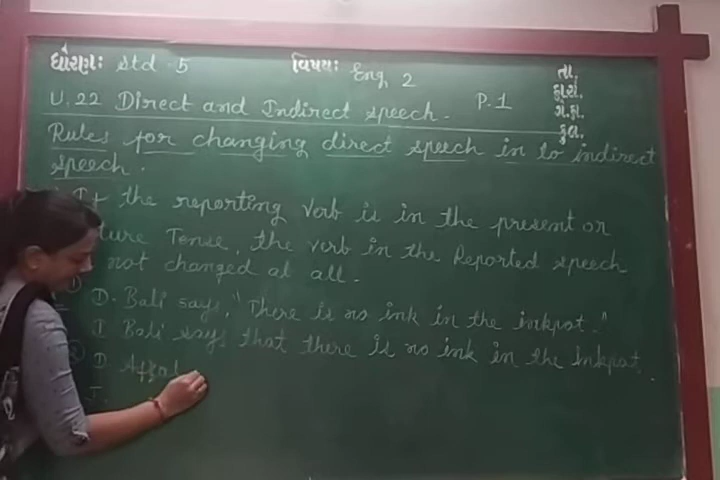 ધોરણ: Std - 5 વિષય: Eng 2 તા.
U.22 Direct and Indirect speech. P.1 ગે.હા.
Rules for changing direct speech in to indirect કુલ.
speech.
If the reporting verb is in the present or
Tense, the verb in the Reported speech
not changed at all.
D. Bali says, "There is no ink in the inkpot."
I. Bali says that there is no ink in the Inkpot.
② D. Afzal
I.